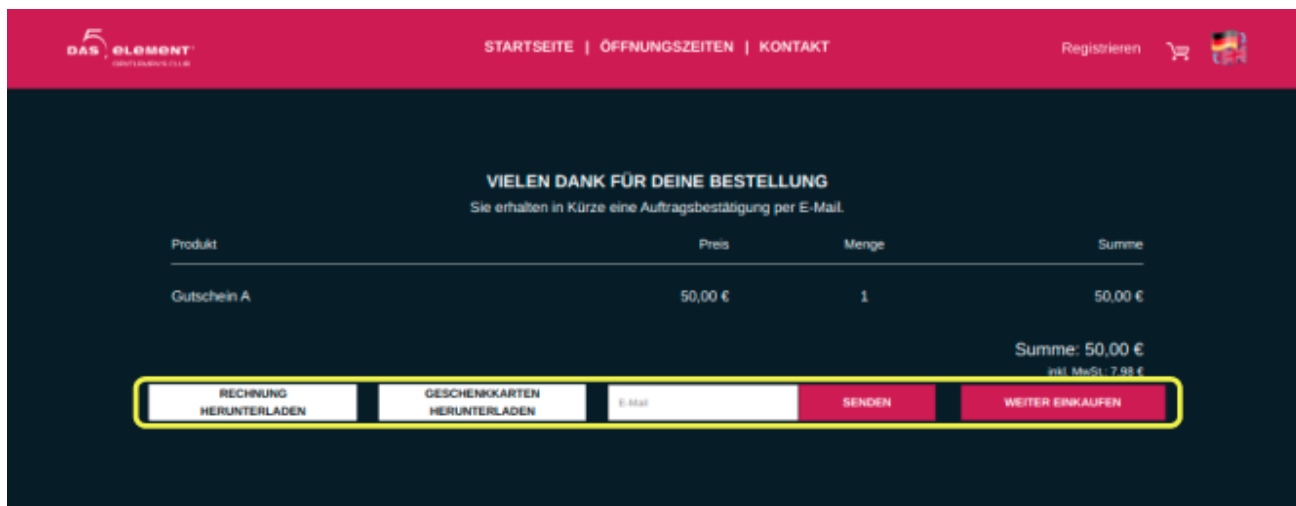 5
DAS element
GENTLEMEN'S CLUB
STARTSEITE | ÖFFNUNGSZEITEN | KONTAKT
Registrieren
VIELEN DANK FÜR DEINE BESTELLUNG
Sie erhalten in Kürze eine Auftragsbestätigung per E-Mail.
Produkt Preis Menge Summe
Gutschein A 50,00 € 1 50,00 €
Summe: 50,00 €
inkl. MwSt.: 7,98 €
RECHNUNG
HERUNTERLADEN
GESCHENKKARTEN
HERUNTERLADEN
E-Mail
SENDEN
WEITER EINKAUFEN